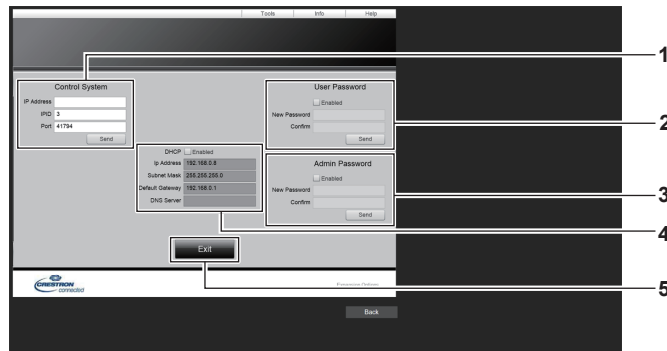 Tools Info Help
1
Control System
IP Address
IPID 3
Port 41794
Send
User Password
Enabled
New Password
Confirm
Send
2
DHCP Enabled
Ip Address 192.168.0.8
Subnet Mask 255.255.255.0
Default Gateway 192.168.0.1
DNS Server
Admin Password
Enabled
New Password
Confirm
Send
3
4
Exit
5
CRESTRON
connected
Expansion Options
Back